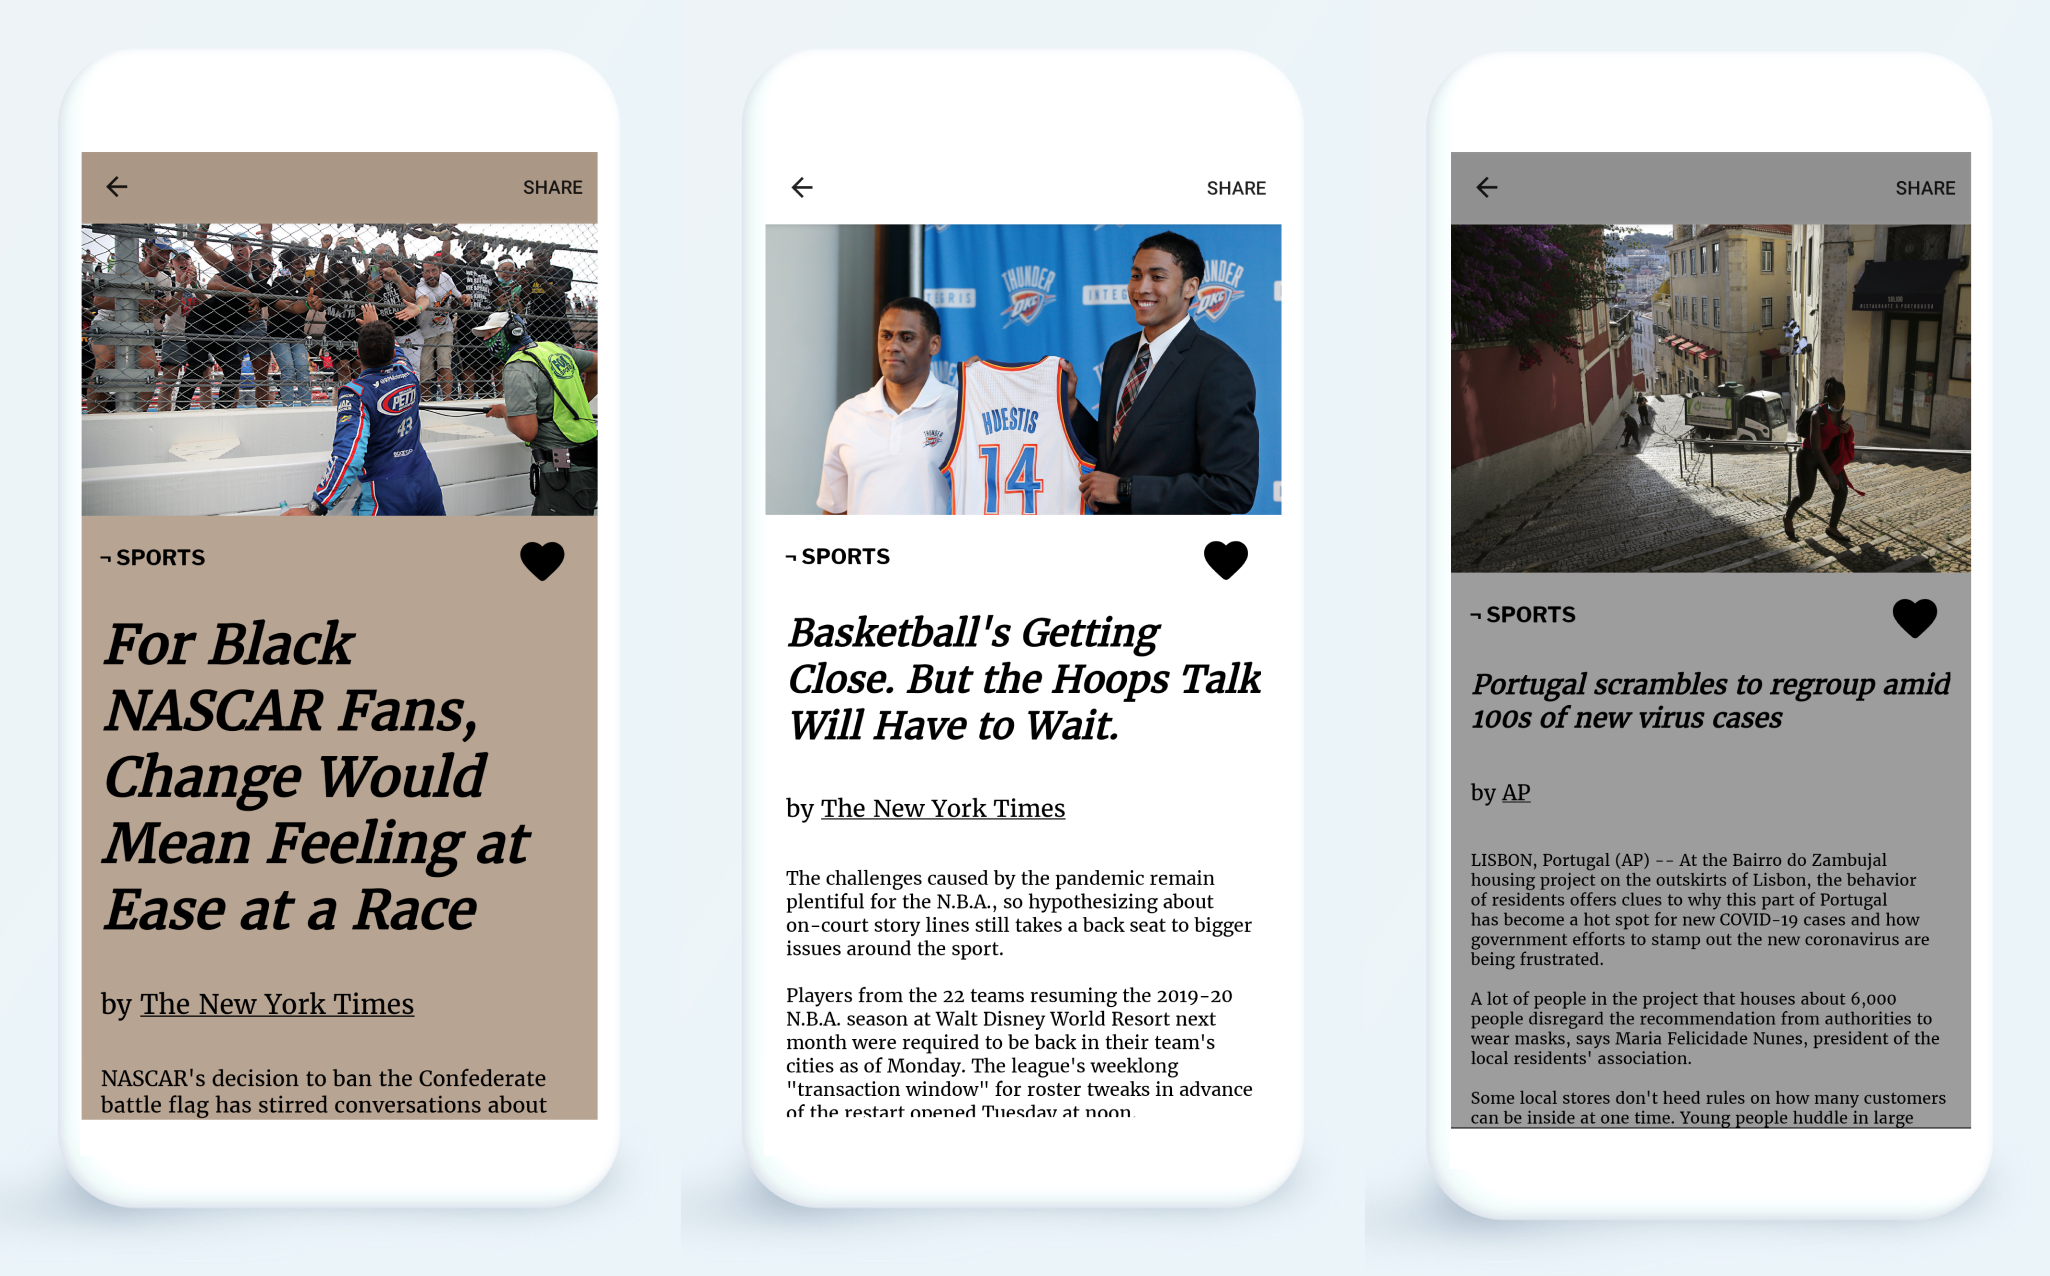 SHARE
PETTY
43
¬ SPORTS
For Black
NASCAR Fans,
Change Would
Mean Feeling at
Ease at a Race
by The New York Times
NASCAR's decision to ban the Confederate
battle flag has stirred conversations about
SHARE
THUNDER
OKC
HUESTIS
14
¬ SPORTS
Basketball's Getting
Close. But the Hoops Talk
Will Have to Wait.
by The New York Times
The challenges caused by the pandemic remain
plentiful for the N.B.A., so hypothesizing about
on-court story lines still takes a back seat to bigger
issues around the sport.
Players from the 22 teams resuming the 2019-20
N.B.A. season at Walt Disney World Resort next
month were required to be back in their team's
cities as of Monday. The league's weeklong
"transaction window" for roster tweaks in advance
of the restart opened Tuesday at noon.
SHARE
¬ SPORTS
Portugal scrambles to regroup amid
100s of new virus cases
by AP
LISBON, Portugal (AP) -- At the Bairro do Zambujal
housing project on the outskirts of Lisbon, the behavior
of residents offers clues to why this part of Portugal
has become a hot spot for new COVID-19 cases and how
government efforts to stamp out the new coronavirus are
being frustrated.
A lot of people in the project that houses about 6,000
people disregard the recommendation from authorities to
wear masks, says Maria Felicidade Nunes, president of the
local residents' association.
Some local stores don't heed rules on how many customers
can be inside at one time. Young people huddle in large